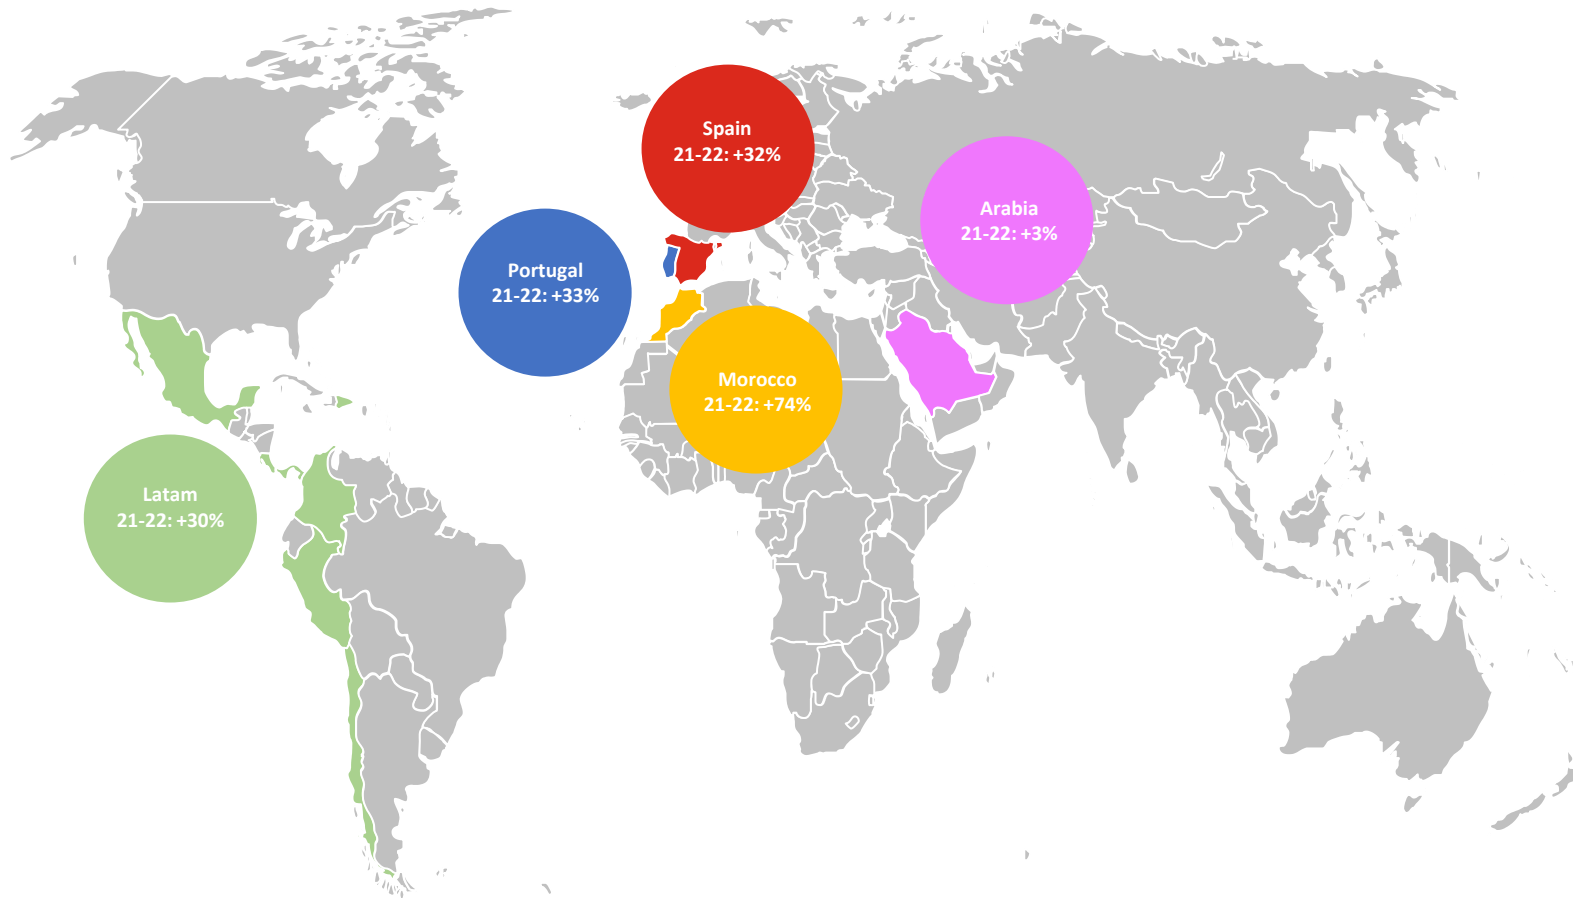 Spain
21-22: +32%
Arabia
21-22: +3%
Portugal
21-22: +33%
Morocco
21-22: +74%
Latam
21-22: +30%